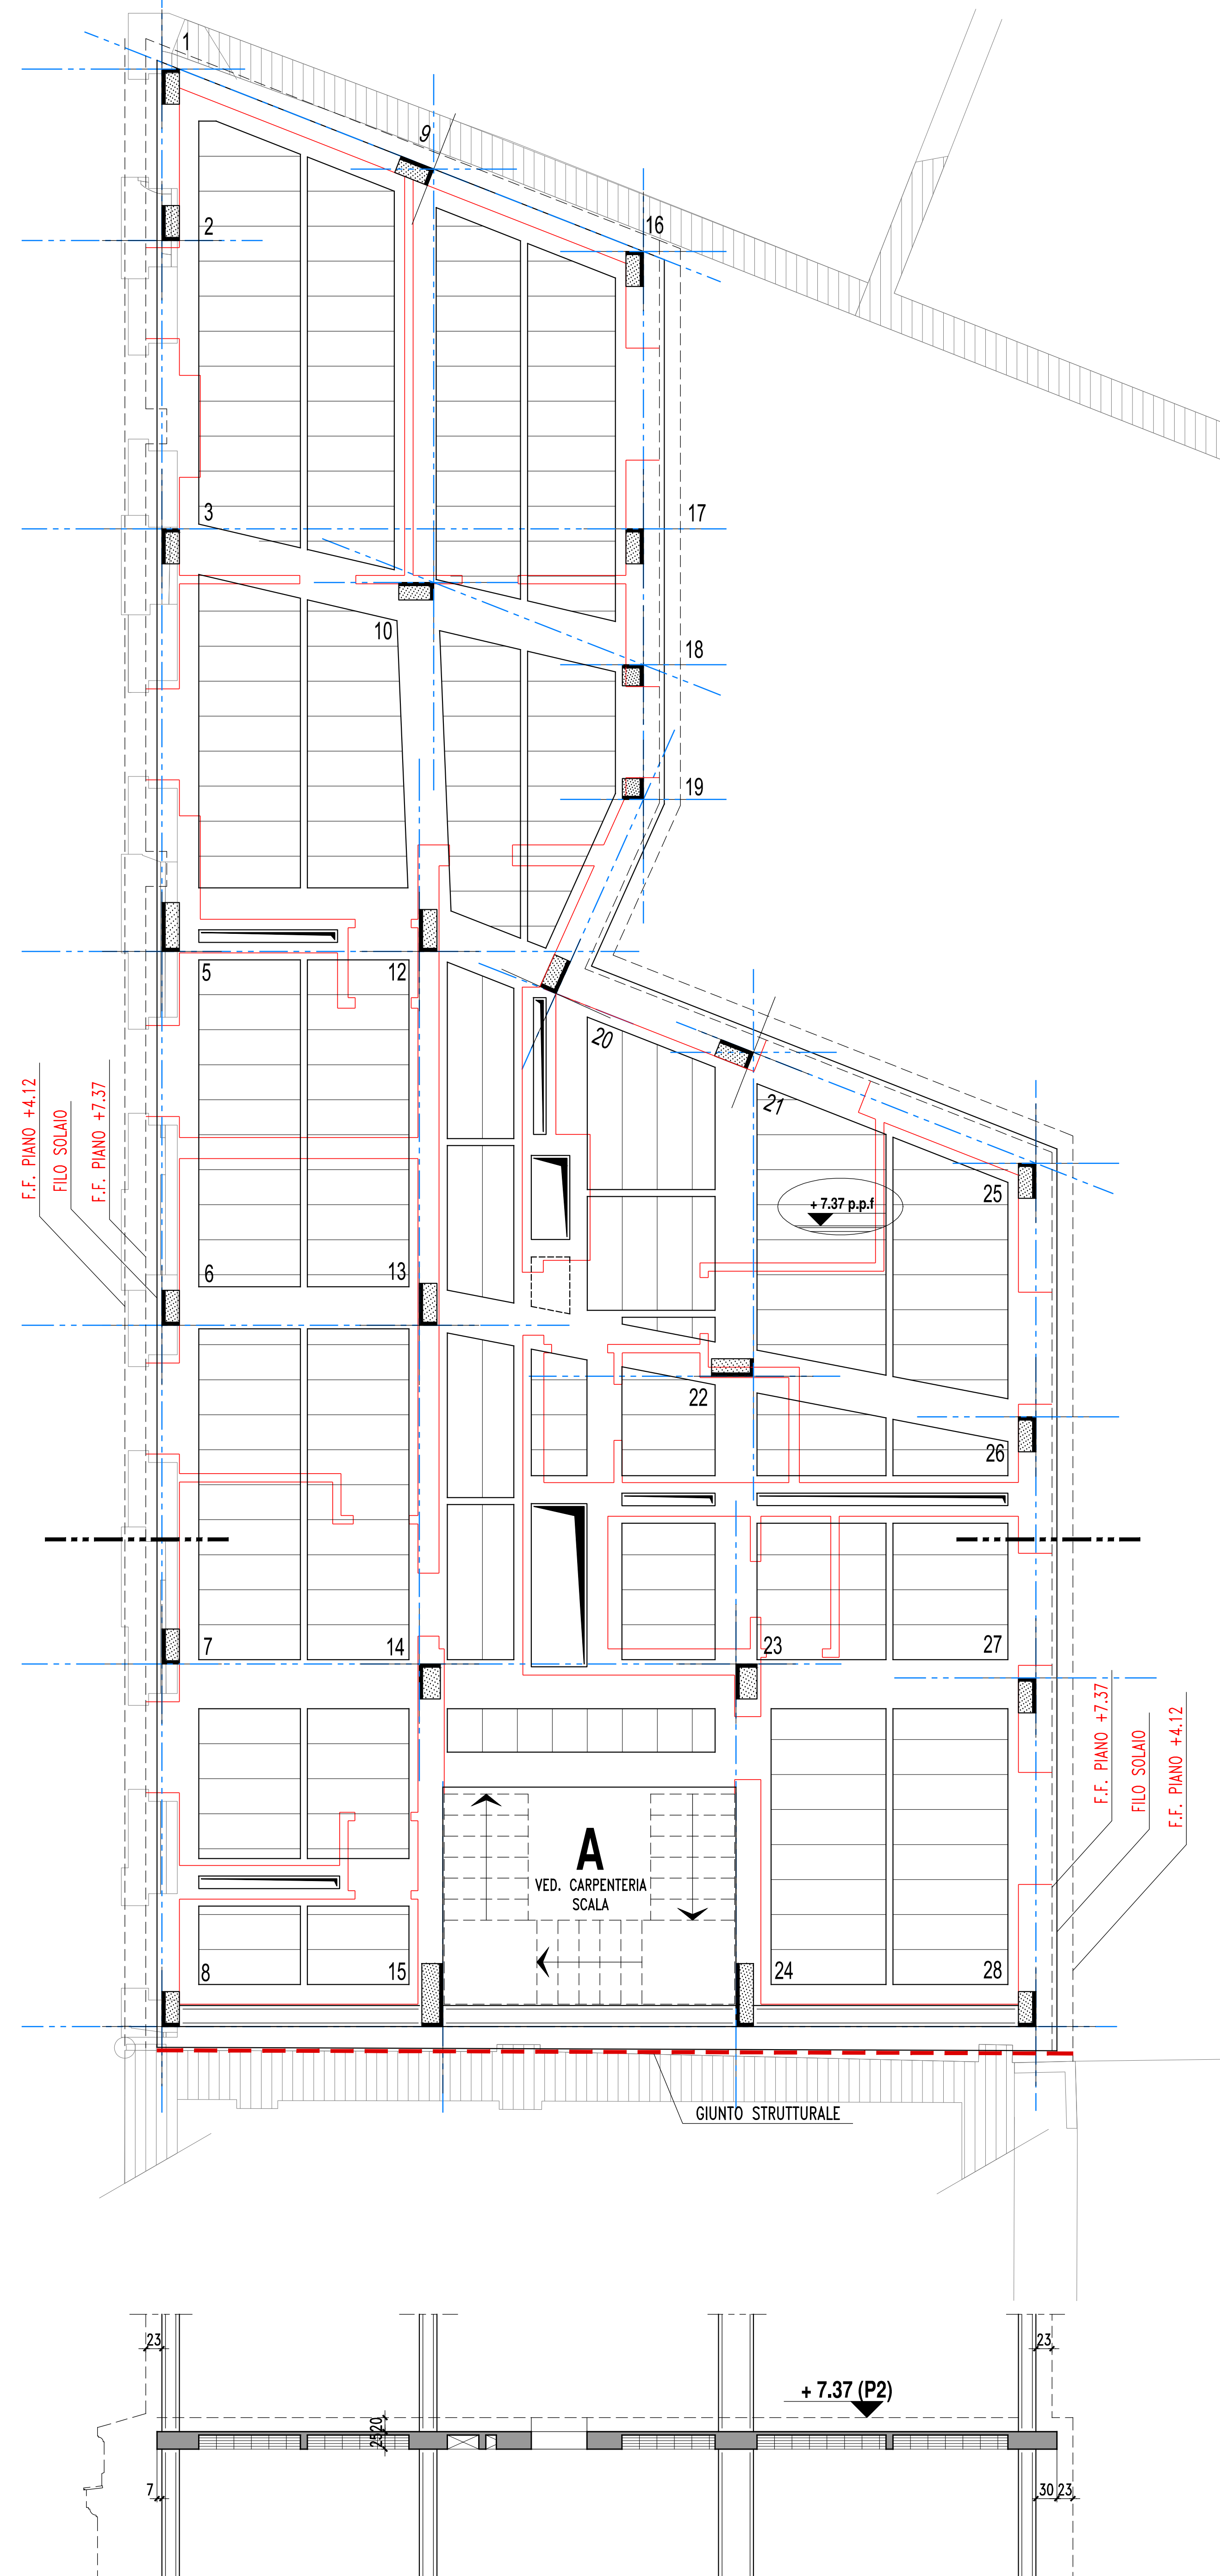 1
9
2
16
3
17
10
18
19
5
12
20
21
F.F. PIANO +4.12
FILO SOLAIO
F.F. PIANO +7.37
+ 7.37 p.p.f
25
6
13
22
26
7
14
23
27
F.F. PIANO +7.37
FILO SOLAIO
F.F. PIANO +4.12
A
VED. CARPENTERIA
SCALA
8
15
24
28
GIUNTO STRUTTURALE
23
23
+ 7.37 (P2)
20
25
7
30
23